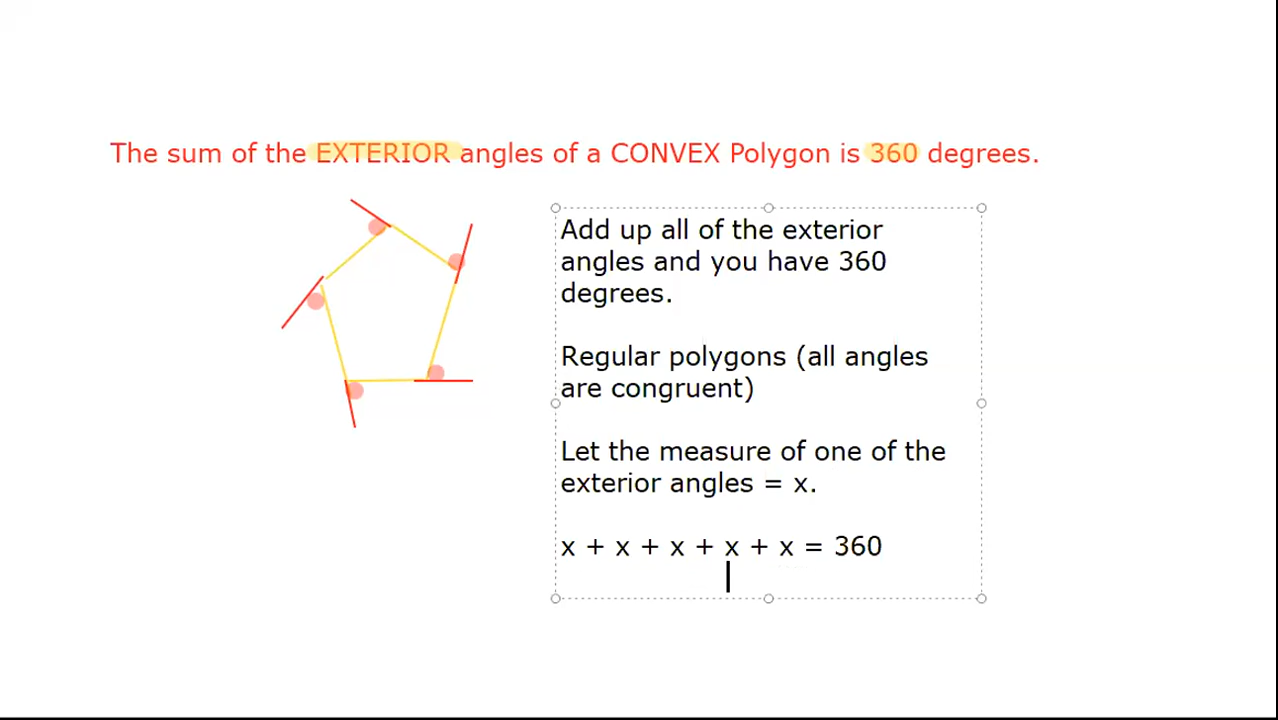 The sum of the EXTERIOR angles of a CONVEX Polygon is 360 degrees.
Add up all of the exterior
angles and you have 360
degrees.
Regular polygons (all angles
are congruent)
Let the measure of one of the
exterior angles = x.
x + x + x + x + x = 360